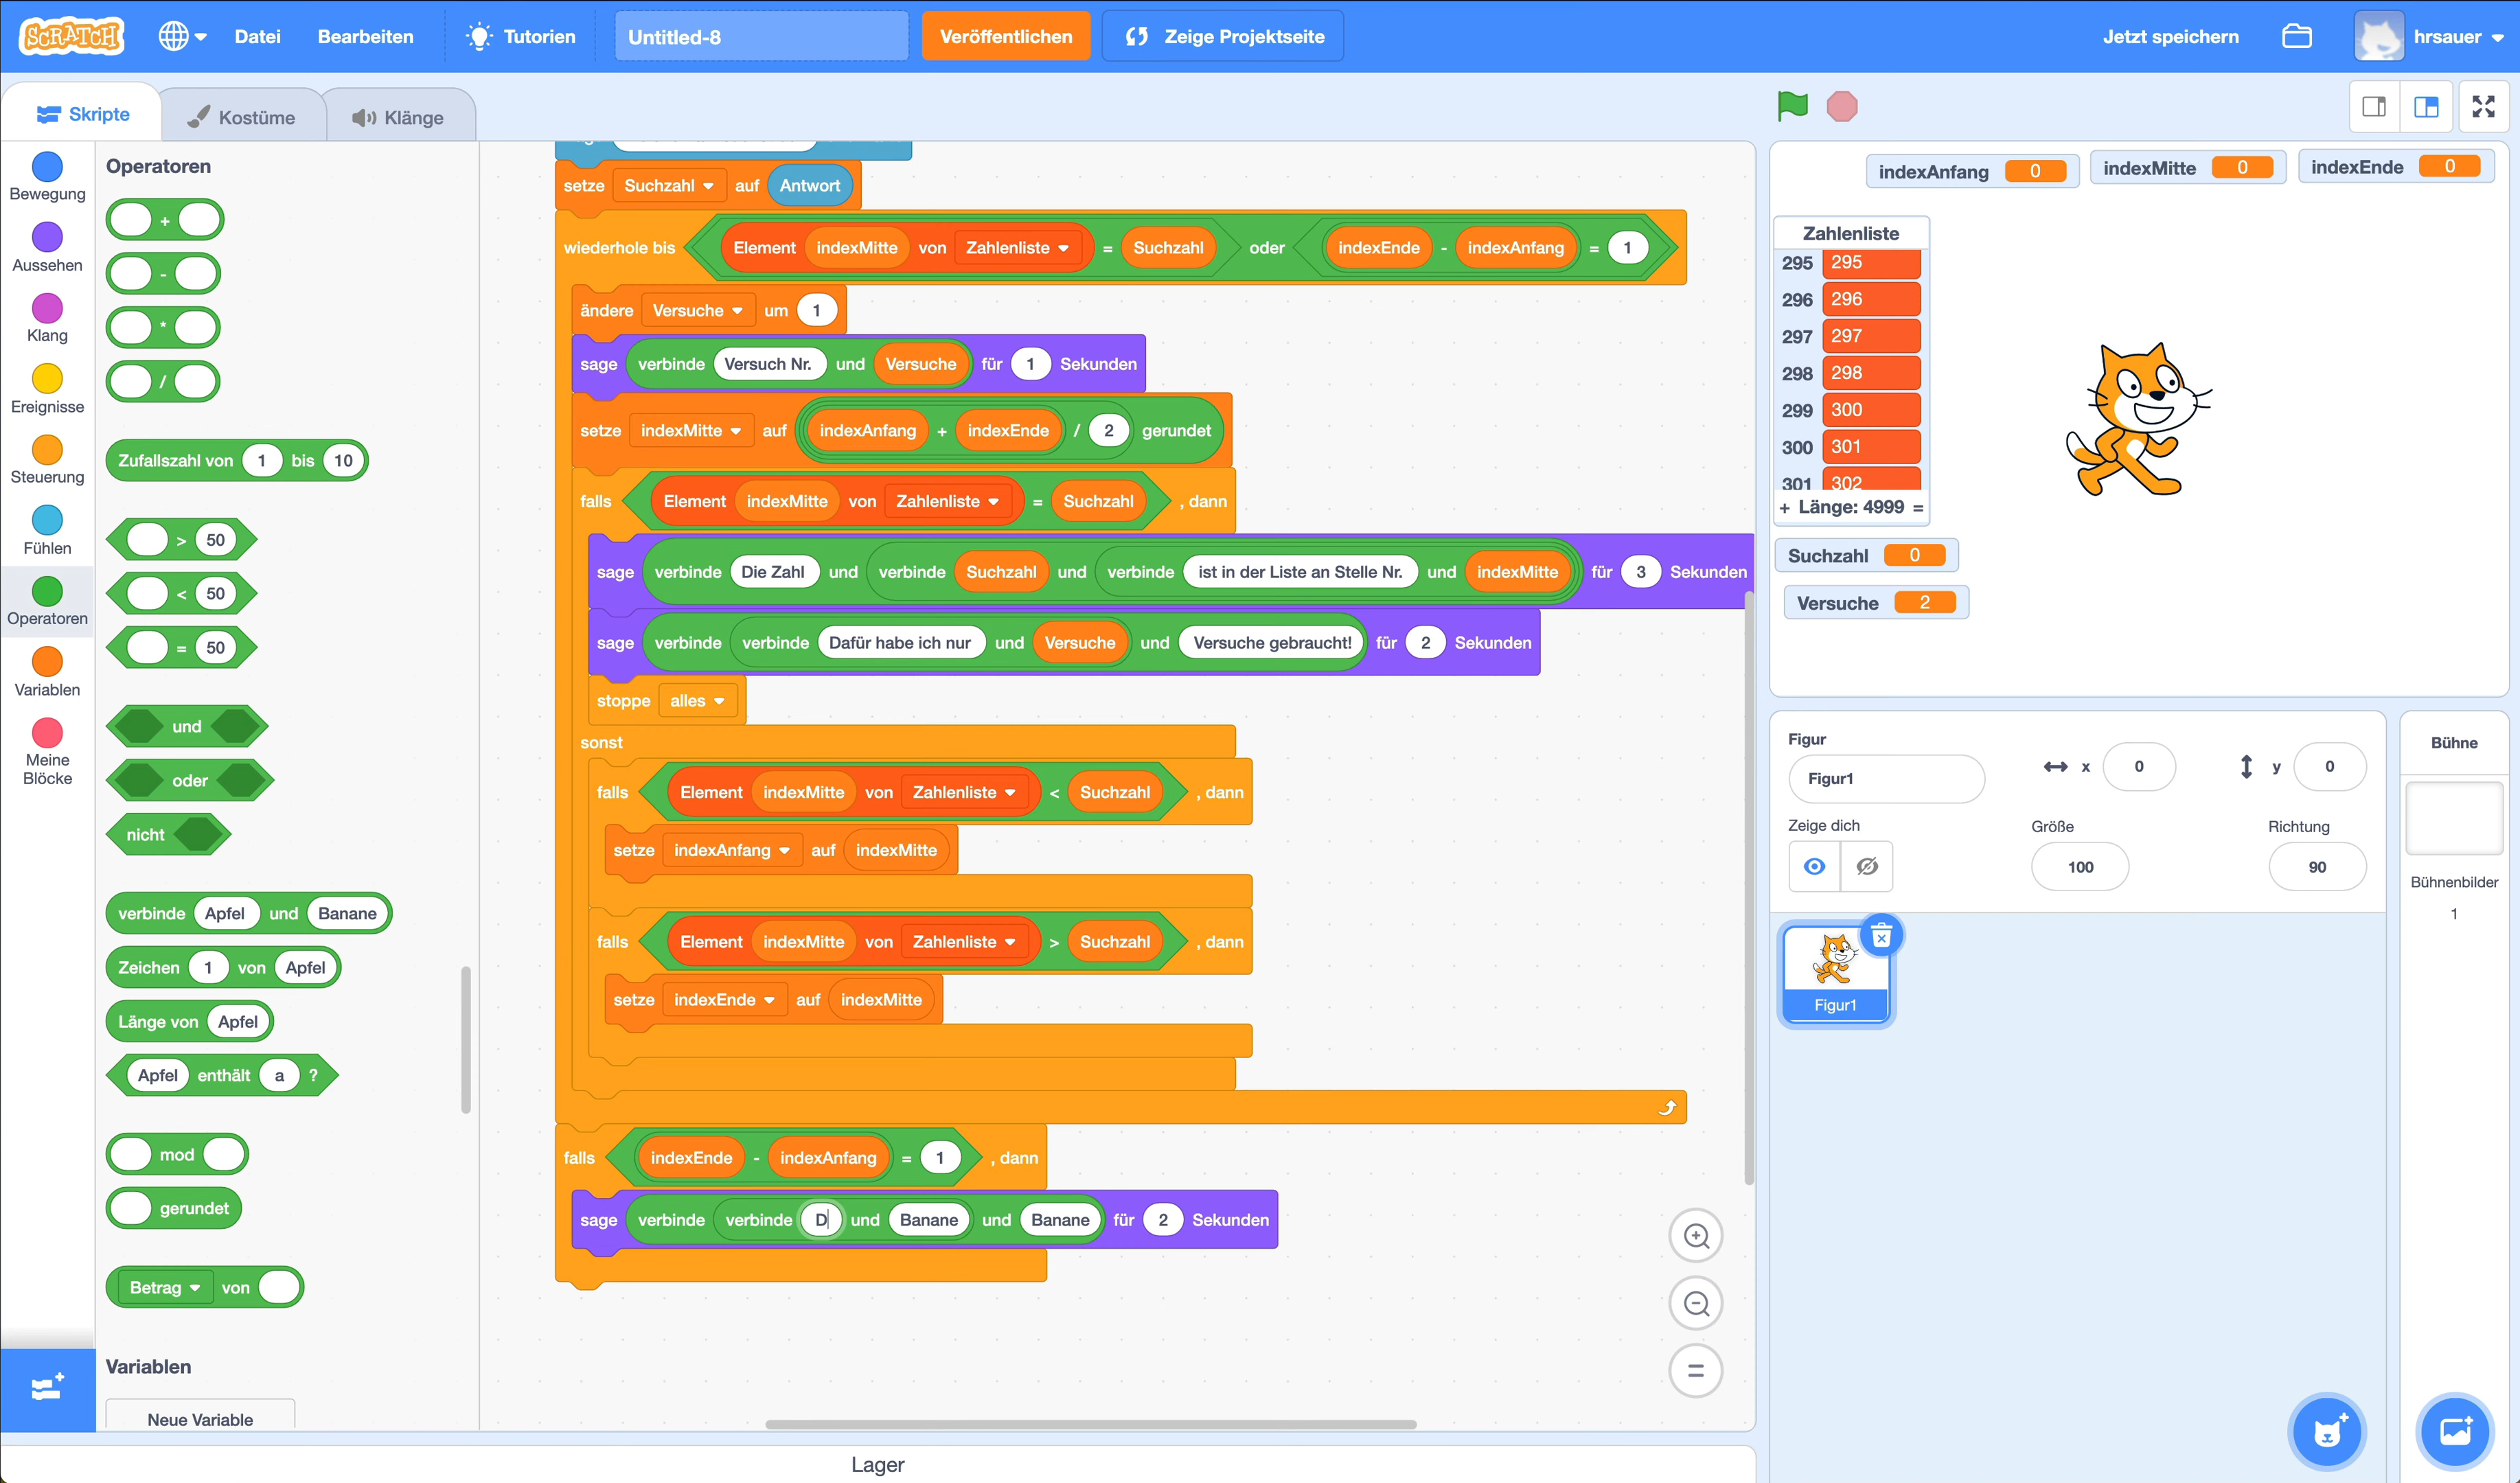 SCRATCH Datei Bearbeiten Tutorien Untitled-8 Veröffentlichen Zeige Projektseite Jetzt speichern hrsauer
Skripte Kostüme Klänge
Bewegung
Aussehen
Klang
Ereignisse
Steuerung
Fühlen
Operatoren
Variablen
Meine
Blöcke
Operatoren
+
-
*
/
Zufallszahl von 1 bis 10
> 50
< 50
= 50
und
oder
nicht
verbinde Apfel und Banane
Zeichen 1 von Apfel
Länge von Apfel
Apfel enthält a ?
mod
gerundet
Betrag von
Variablen
Neue Variable
setze Suchzahl auf Antwort
wiederhole bis Element indexMitte von Zahlenliste = Suchzahl oder indexEnde - indexAnfang = 1
ändere Versuche um 1
sage verbinde Versuch Nr. und Versuche für 1 Sekunden
setze indexMitte auf indexAnfang + indexEnde / 2 gerundet
falls Element indexMitte von Zahlenliste = Suchzahl , dann
sage verbinde Die Zahl und verbinde Suchzahl und verbinde ist in der Liste an Stelle Nr. und indexMitte für 3 Sekunden
sage verbinde verbinde Dafür habe ich nur und Versuche und Versuche gebraucht! für 2 Sekunden
stoppe alles
sonst
falls Element indexMitte von Zahlenliste < Suchzahl , dann
setze indexAnfang auf indexMitte
falls Element indexMitte von Zahlenliste > Suchzahl , dann
setze indexEnde auf indexMitte
falls indexEnde - indexAnfang = 1 , dann
sage verbinde verbinde D und Banane und Banane für 2 Sekunden
Lager
indexAnfang 0 indexMitte 0 indexEnde 0
Zahlenliste
295 295
296 296
297 297
298 298
299 300
300 301
301 302
+ Länge: 4999 =
Suchzahl 0
Versuche 2
Figur
Figur1 x 0 y 0
Zeige dich Größe Richtung
100 90
Figur1
Bühne
Bühnenbilder
1